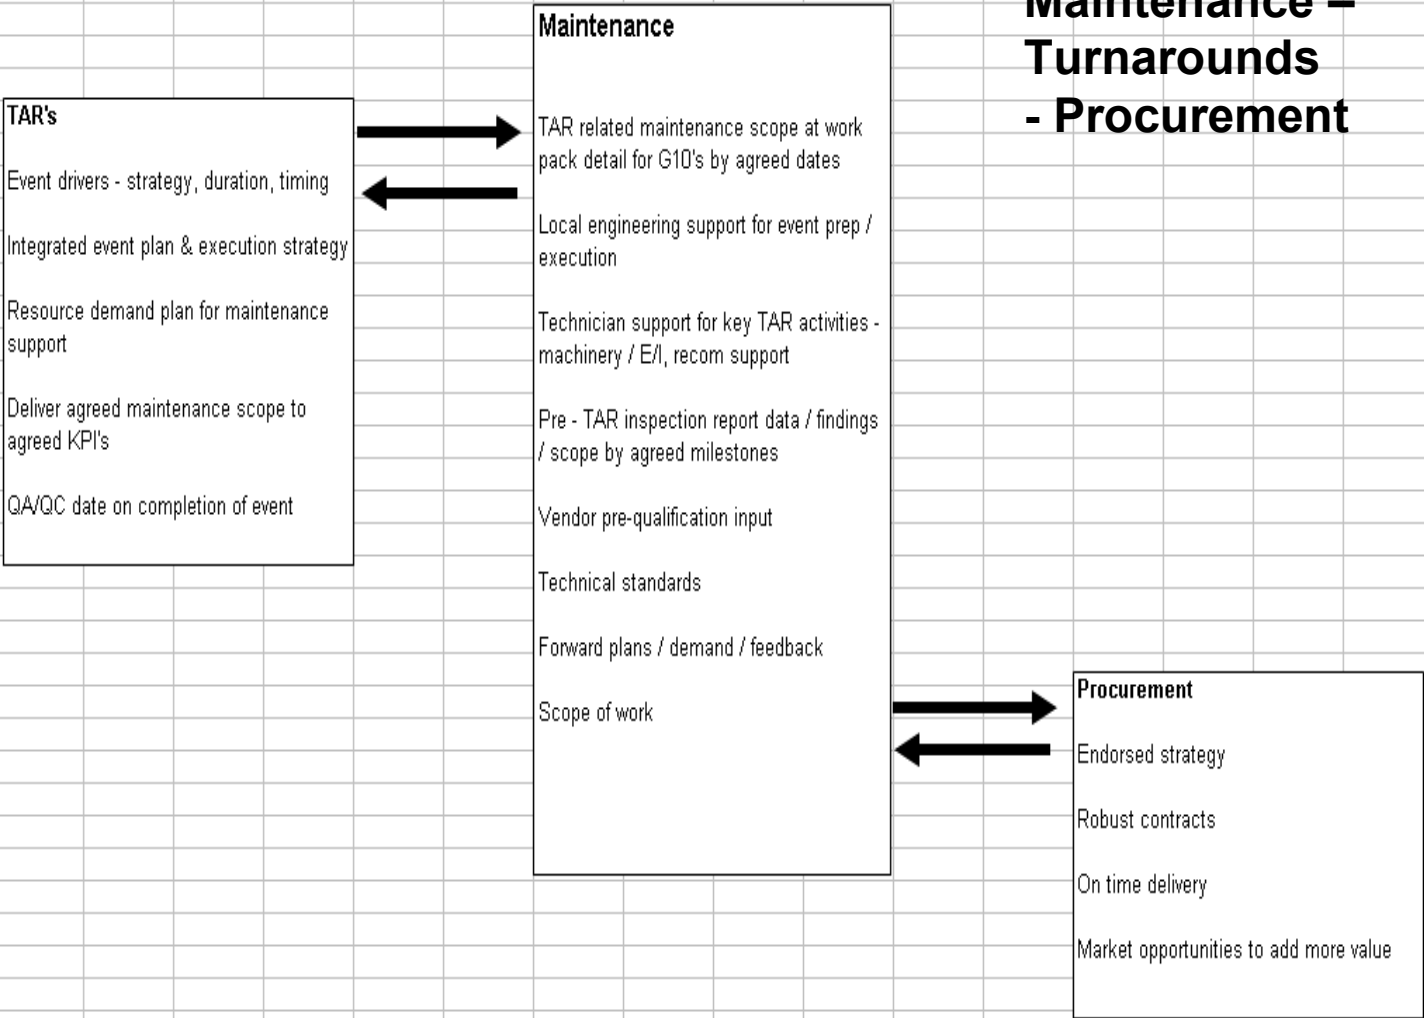 Maintenance –
Turnarounds
- Procurement
TAR's
Event drivers - strategy, duration, timing
Integrated event plan & execution strategy
Resource demand plan for maintenance
support
Deliver agreed maintenance scope to
agreed KPI's
QA/QC date on completion of event
Maintenance
TAR related maintenance scope at work
pack detail for G10's by agreed dates
Local engineering support for event prep /
execution
Technician support for key TAR activities -
machinery / E/I, recom support
Pre - TAR inspection report data / findings
/ scope by agreed milestones
Vendor pre-qualification input
Technical standards
Forward plans / demand / feedback
Scope of work
Procurement
Endorsed strategy
Robust contracts
On time delivery
Market opportunities to add more value